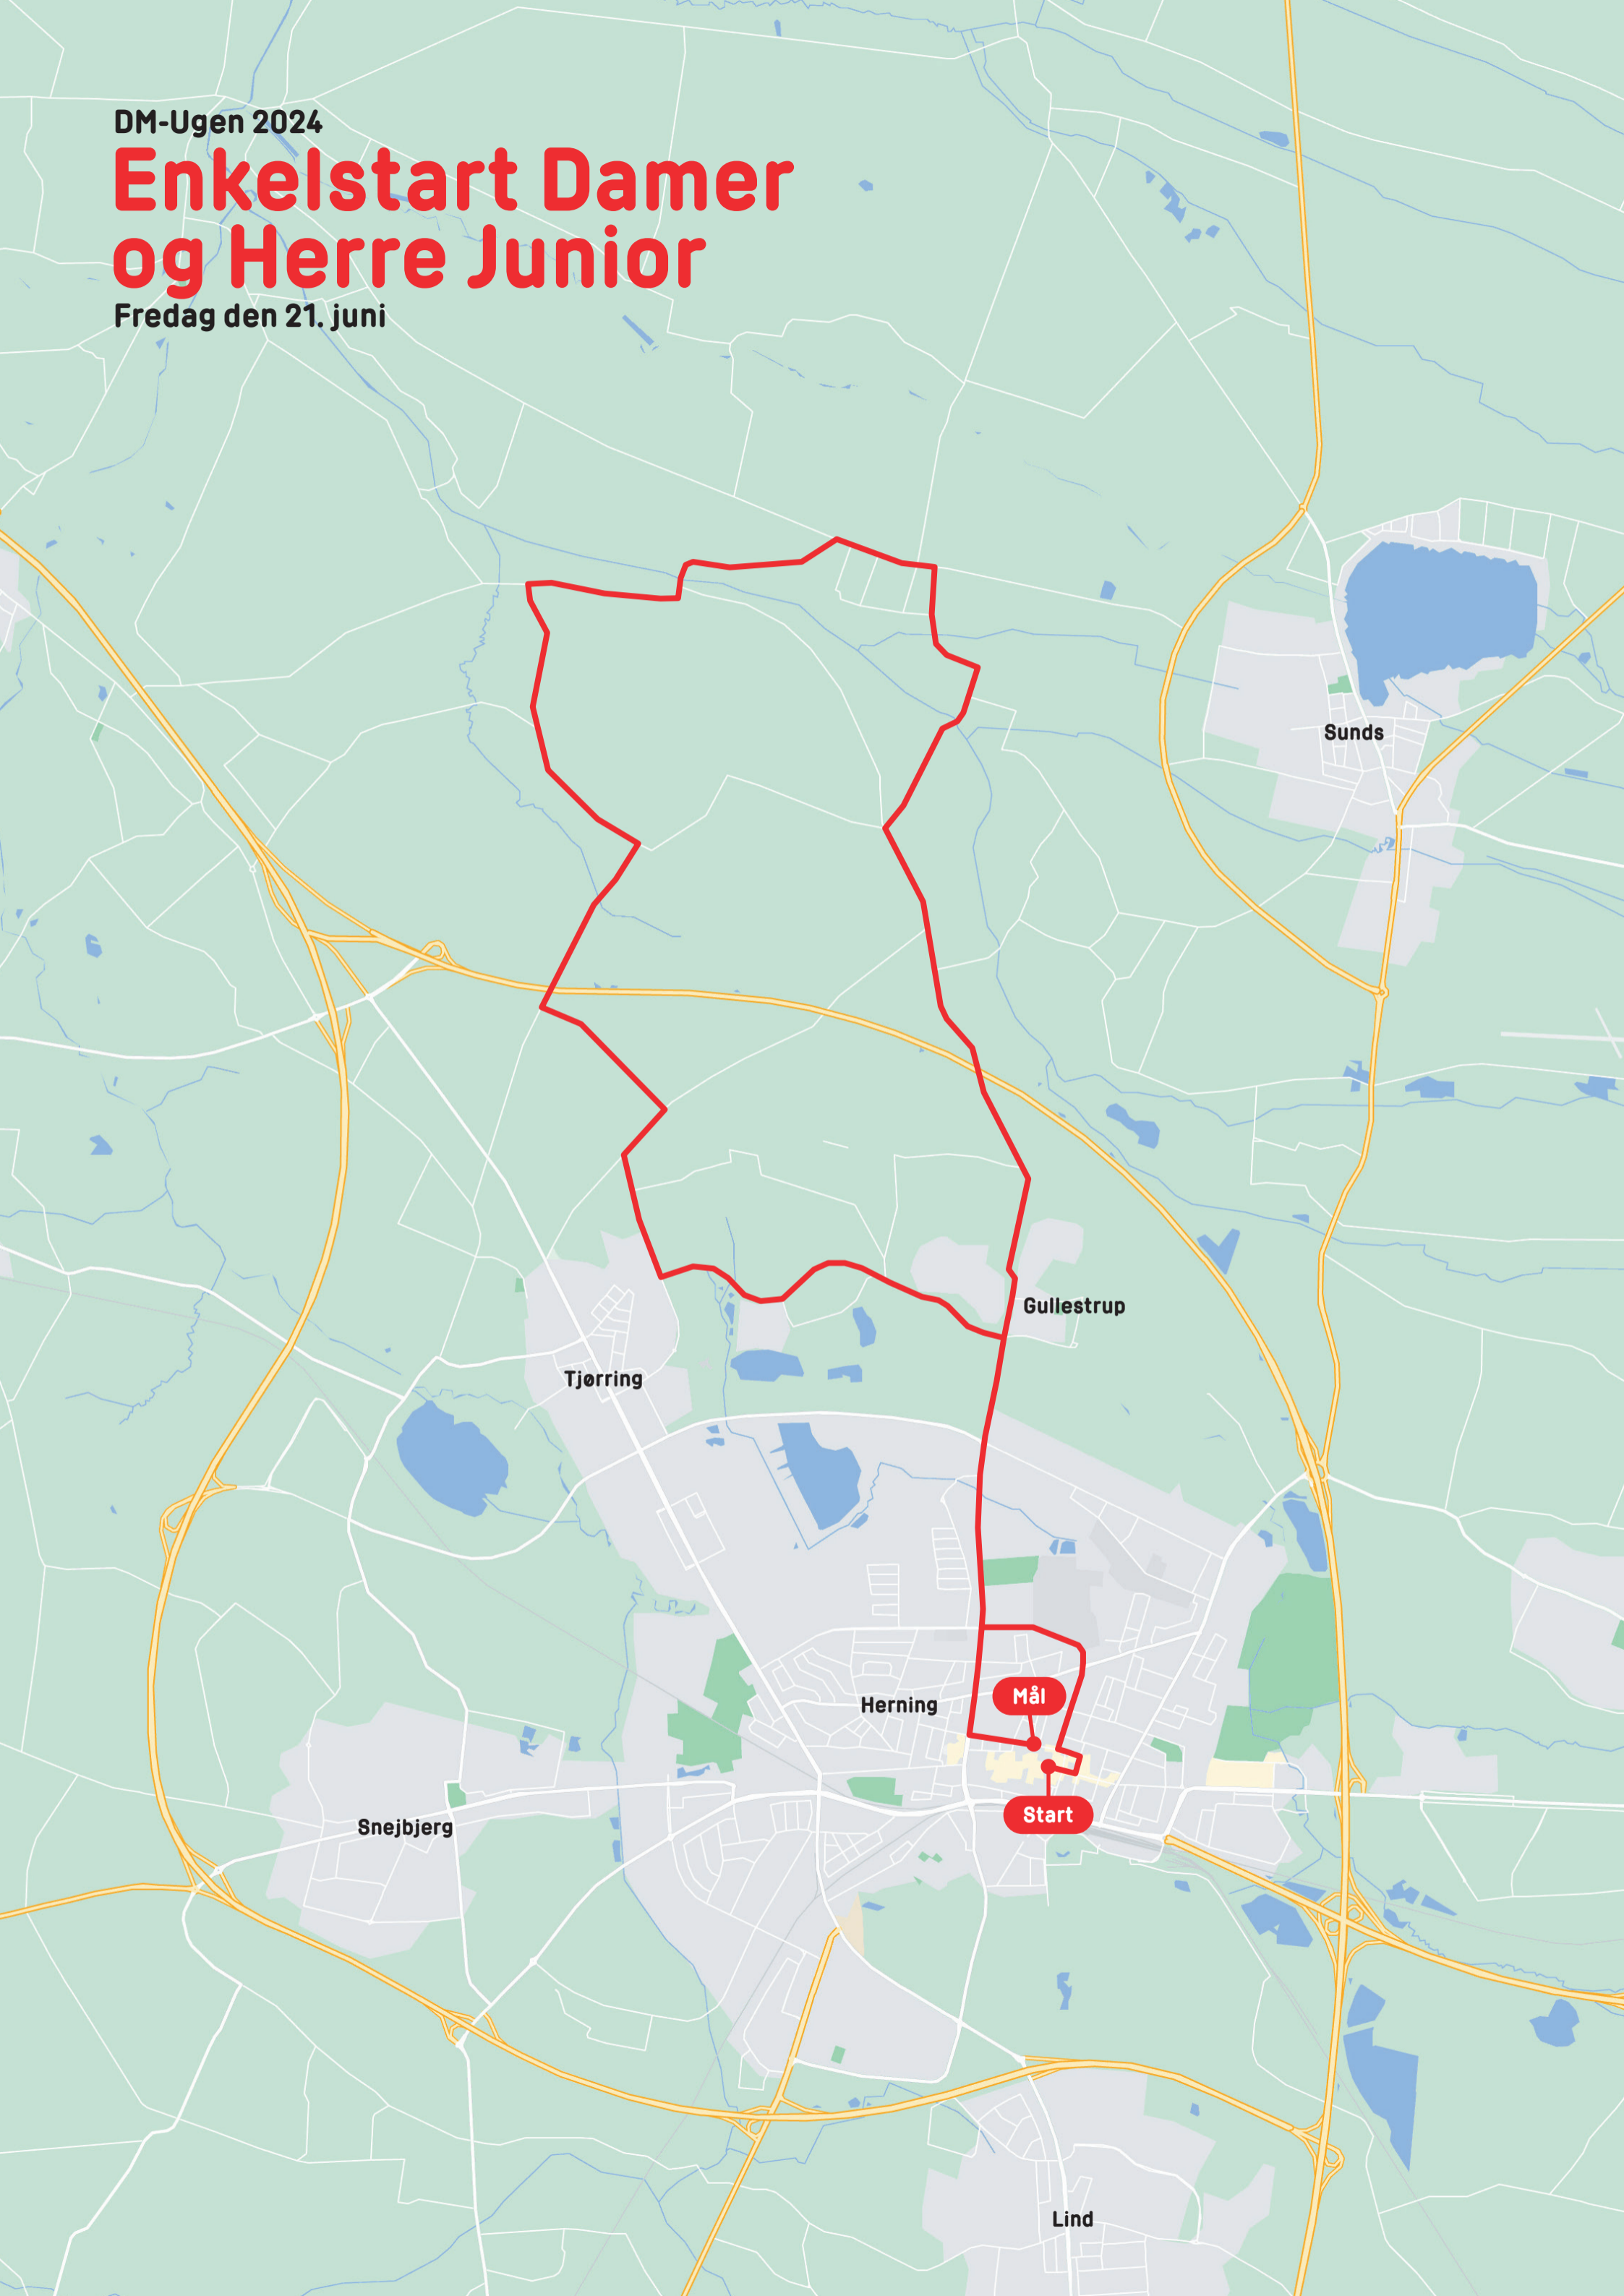 DM-Ugen 2024
Enkelstart Damer
og Herre Junior
Fredag den 21. juni
Sunds
Gullestrup
Tjørring
Mål
Herning
Start
Snejbjerg
Lind